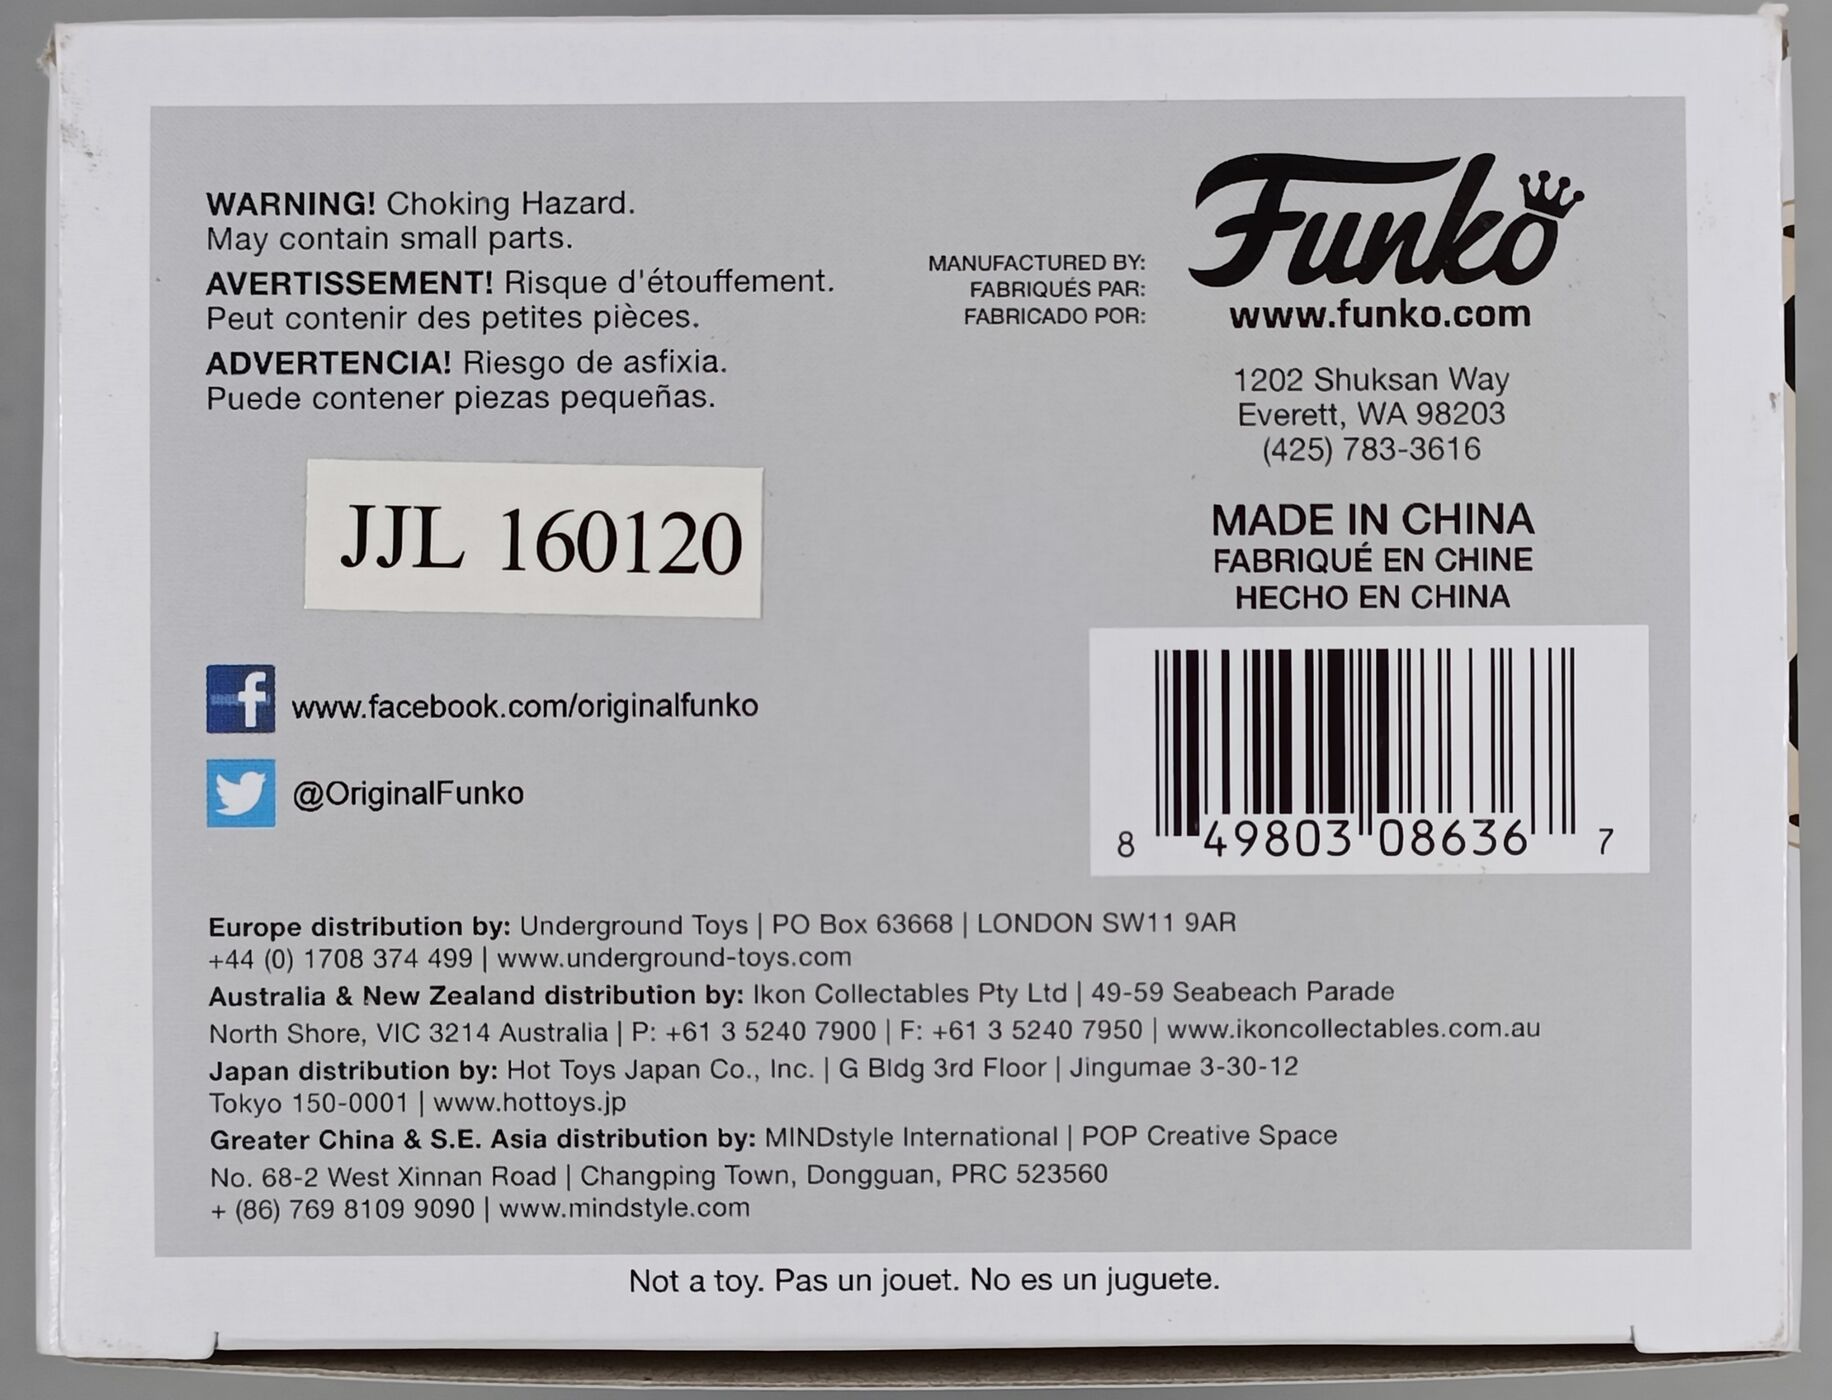 WARNING! Choking Hazard.
May contain small parts.
AVERTISSEMENT! Risque d'étouffement.
Peut contenir des petites pièces.
ADVERTENCIA! Riesgo de asfixia.
Puede contener piezas pequeñas.
MANUFACTURED BY:
FABRIQUÉS PAR:
FABRICADO POR:
Funko
www.funko.com
1202 Shuksan Way
Everett, WA 98203
(425) 783-3616
MADE IN CHINA
FABRIQUÉ EN CHINE
HECHO EN CHINA
JJL 160120
f www.facebook.com/originalfunko
@OriginalFunko
8 49803 08636 7
Europe distribution by: Underground Toys | PO Box 63668 | LONDON SW11 9AR
+44 (0) 1708 374 499 | www.underground-toys.com
Australia & New Zealand distribution by: Ikon Collectables Pty Ltd | 49-59 Seabeach Parade
North Shore, VIC 3214 Australia | P: +61 3 5240 7900 | F: +61 3 5240 7950 | www.ikoncollectables.com.au
Japan distribution by: Hot Toys Japan Co., Inc. | G Bldg 3rd Floor | Jingumae 3-30-12
Tokyo 150-0001 | www.hottoys.jp
Greater China & S.E. Asia distribution by: MINDstyle International | POP Creative Space
No. 68-2 West Xinnan Road | Changping Town, Dongguan, PRC 523560
+ (86) 769 8109 9090 | www.mindstyle.com
Not a toy. Pas un jouet. No es un juguete.